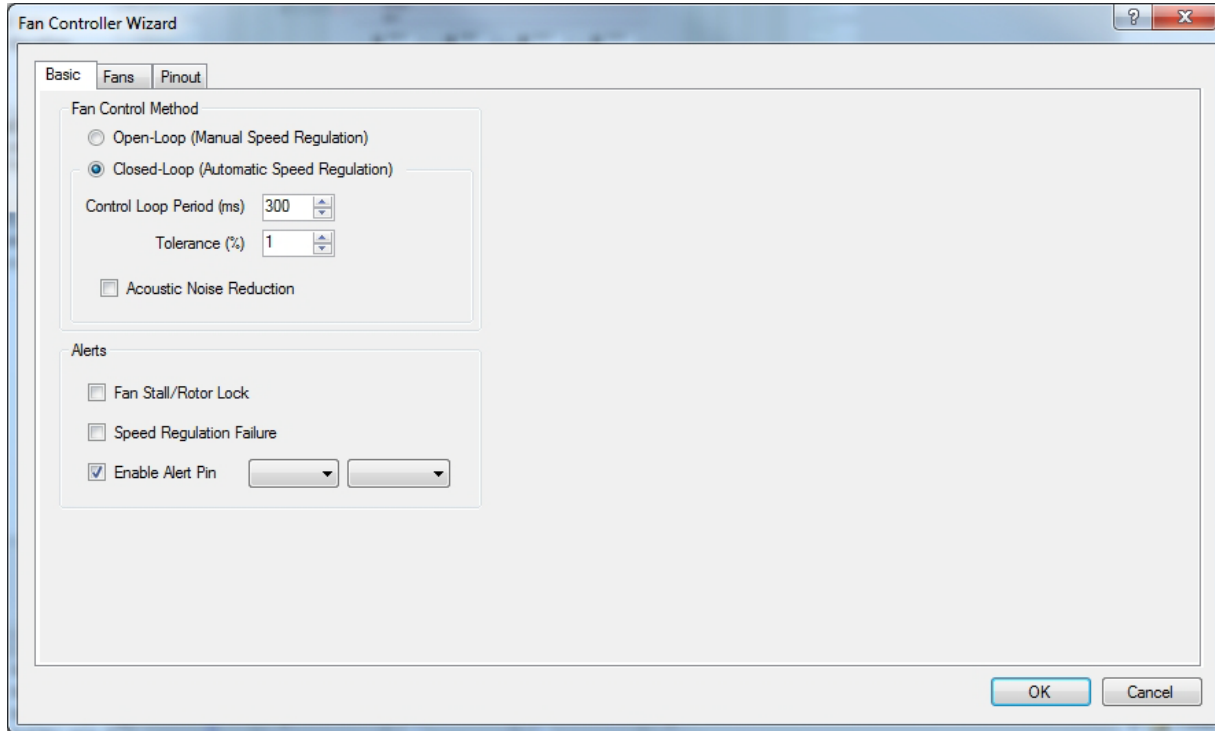 Fan Controller Wizard
Basic Fans Pinout
Fan Control Method
Open-Loop (Manual Speed Regulation)
Closed-Loop (Automatic Speed Regulation)
Control Loop Period (ms) 300
Tolerance (%) 1
Acoustic Noise Reduction
Alerts
Fan Stall/Rotor Lock
Speed Regulation Failure
Enable Alert Pin
OK Cancel